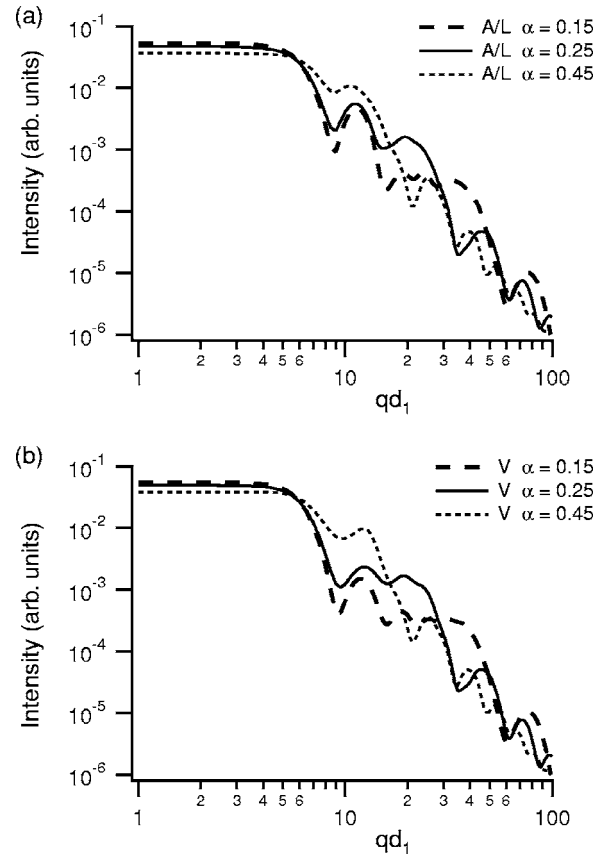 (a)
A/L α = 0.15
A/L α = 0.25
A/L α = 0.45
Intensity (arb. units)
10⁻¹
10⁻²
10⁻³
10⁻⁴
10⁻⁵
10⁻⁶
1 2 3 4 5 6 10 2 3 4 5 6 100
qd₁
(b)
V α = 0.15
V α = 0.25
V α = 0.45
Intensity (arb. units)
10⁻¹
10⁻²
10⁻³
10⁻⁴
10⁻⁵
10⁻⁶
1 2 3 4 5 6 10 2 3 4 5 6 100
qd₁